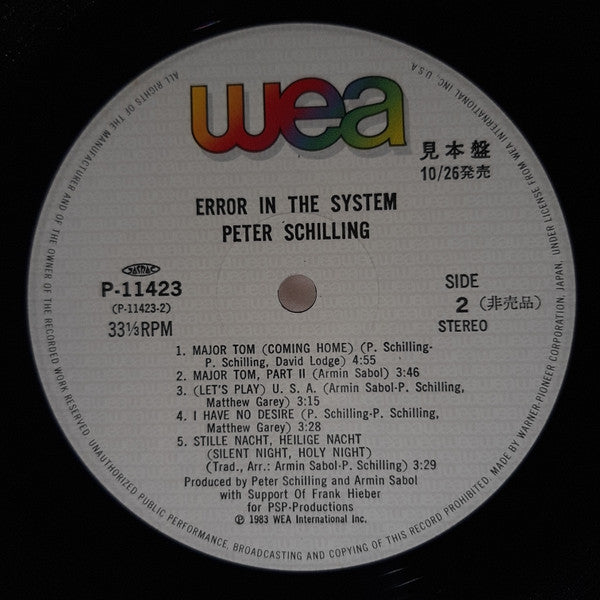 wea
見本盤
10/26発売
ERROR IN THE SYSTEM
PETER SCHILLING
JASRAC
P-11423
(P-11423-2)
33⅓RPM
SIDE
2 (非売品)
STEREO
1. MAJOR TOM (COMING HOME) (P. Schilling-
P. Schilling, David Lodge) 4:55
2. MAJOR TOM, PART II (Armin Sabol) 3:46
3. (LET'S PLAY) U. S. A. (Armin Sabol-P. Schilling,
Matthew Garey) 3:15
4. I HAVE NO DESIRE (P. Schilling-P. Schilling,
Matthew Garey) 3:28
5. STILLE NACHT, HEILIGE NACHT
(SILENT NIGHT, HOLY NIGHT)
(Trad., Arr.: Armin Sabol-P. Schilling) 3:29
Produced by Peter Schilling and Armin Sabol
with Support Of Frank Hieber
for PSP-Productions
℗ 1983 WEA International Inc.
ALL RIGHTS OF THE MANUFACTURER AND OF THE OWNER OF THE RECORDED WORK RESERVED. UNAUTHORIZED PUBLIC PERFORMANCE, BROADCASTING AND COPYING OF THIS RECORD PROHIBITED. MADE BY WARNER-PIONEER CORPORATION, JAPAN, UNDER LICENSE FROM WEA INTERNATIONAL INC., U.S.A.